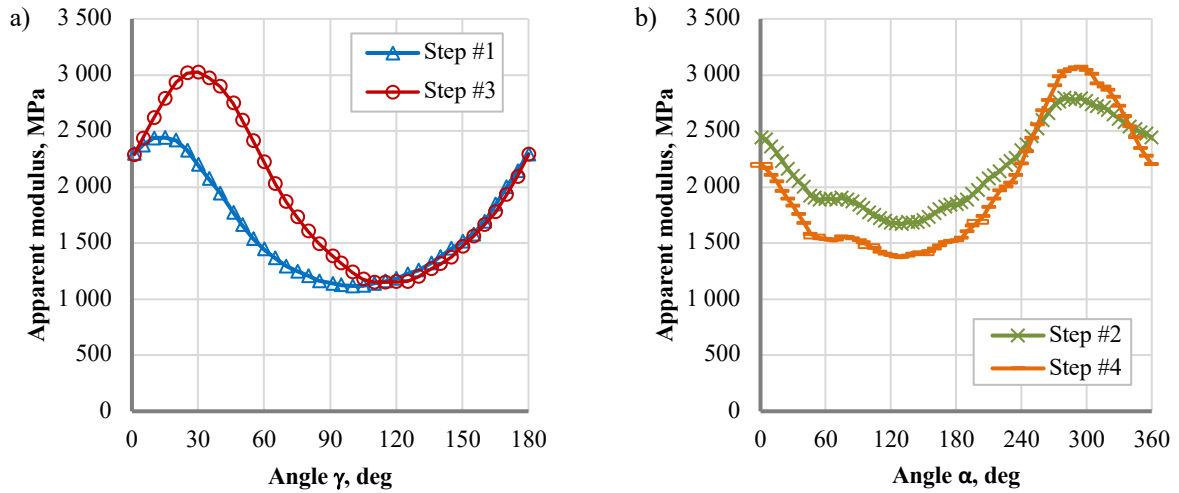 a)
Apparent modulus, MPa
3 500
3 000
2 500
2 000
1 500
1 000
500
0
0 30 60 90 120 150 180
Angle γ, deg
Step #1
Step #3
b)
Apparent modulus, MPa
3 500
3 000
2 500
2 000
1 500
1 000
500
0
0 60 120 180 240 300 360
Angle α, deg
Step #2
Step #4